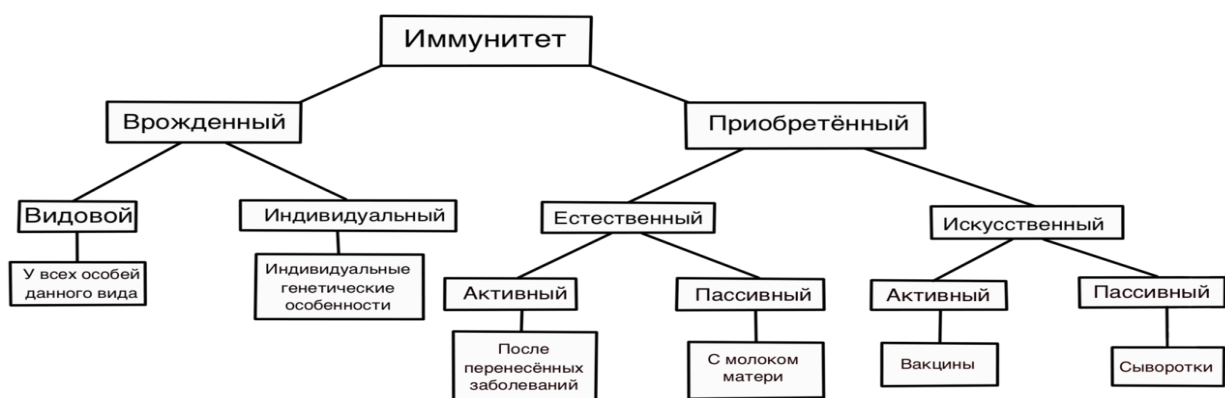 Иммунитет
Врожденный
Приобретённый
Видовой
Индивидуальный
Естественный
Искусственный
У всех особей
данного вида
Индивидуальные
генетические
особенности
Активный
Пассивный
Активный
Пассивный
После
перенесённых
заболеваний
С молоком
матери
Вакцины
Сыворотки